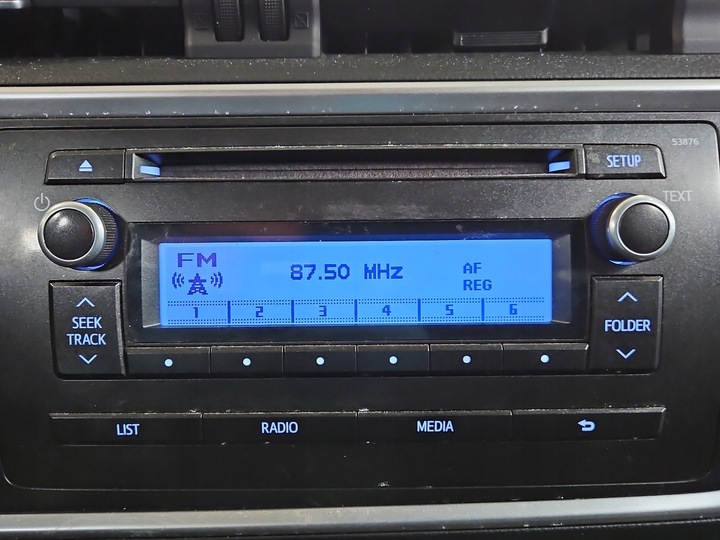 53876
SETUP
TEXT
FM
87.50 MHz
AF
REG
1 2 3 4 5 6
SEEK
TRACK
FOLDER
LIST RADIO MEDIA